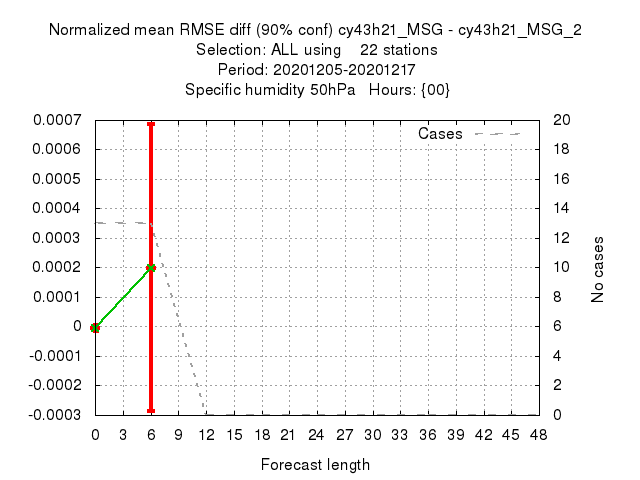 Normalized mean RMSE diff (90% conf) cy43h21_MSG - cy43h21_MSG_2
Selection: ALL using 22 stations
Period: 20201205-20201217
Specific humidity 50hPa Hours: {00}
Cases
0.0007
0.0006
0.0005
0.0004
0.0003
0.0002
0.0001
0
-0.0001
-0.0002
-0.0003
20
18
16
14
12
10
8
6
4
2
0
No cases
0 3 6 9 12 15 18 21 24 27 30 33 36 39 42 45 48
Forecast length